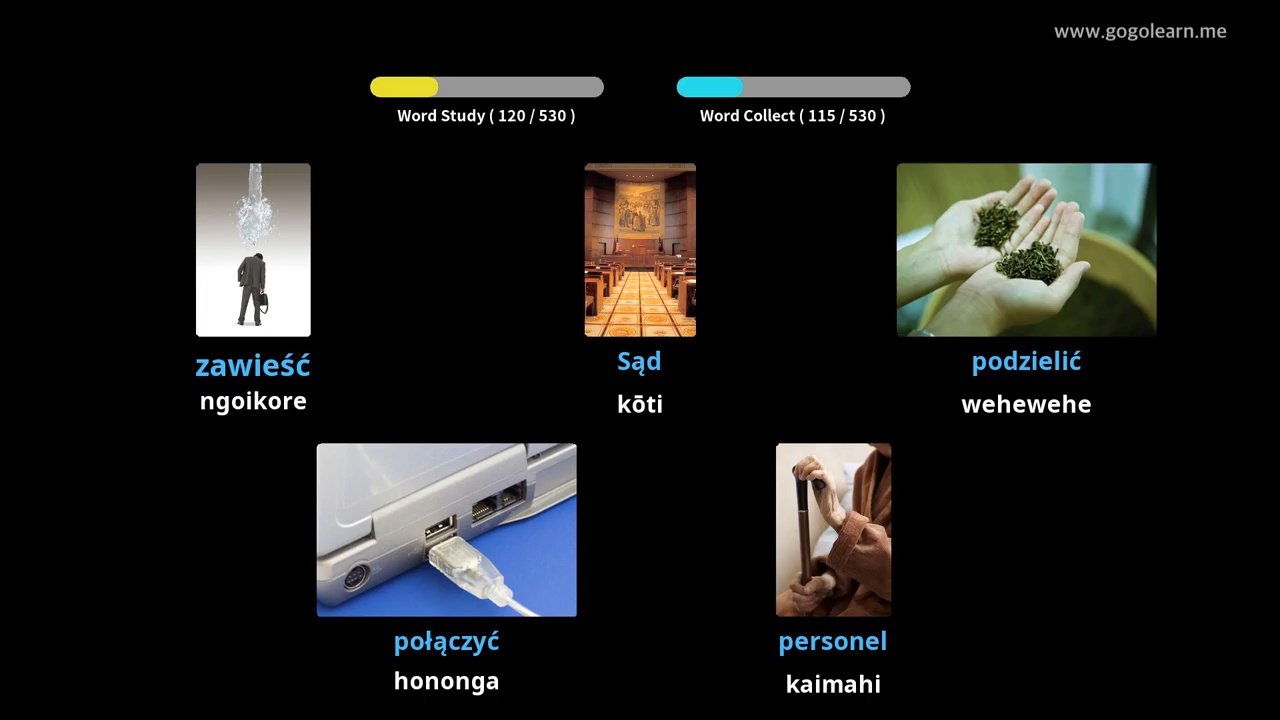 www.gogolearn.me
Word Study ( 120 / 530 )
Word Collect ( 115 / 530 )
zawieść
ngoikore
Sąd
kōti
podzielić
wehewehe
połączyć
hononga
personel
kaimahi